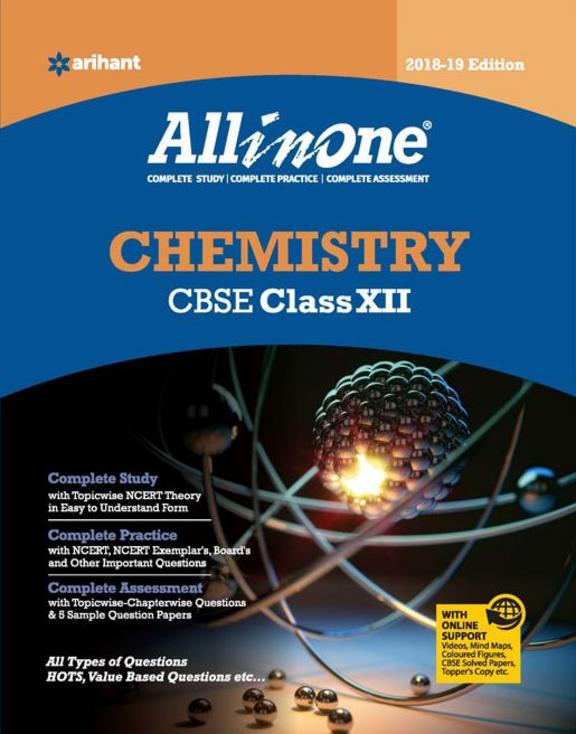 arihant
2018-19 Edition
All in One®
COMPLETE STUDY | COMPLETE PRACTICE | COMPLETE ASSESSMENT
CHEMISTRY
CBSE Class XII
Complete Study
with Topicwise NCERT Theory
in Easy to Understand Form
Complete Practice
with NCERT, NCERT Exemplar's, Board's
and Other Important Questions
Complete Assessment
with Topicwise-Chapterwise Questions
& 5 Sample Question Papers
All Types of Questions
HOTS, Value Based Questions etc...
WITH
ONLINE
SUPPORT
Videos, Mind Maps,
Coloured Figures,
CBSE Solved Papers,
Topper's Copy etc.